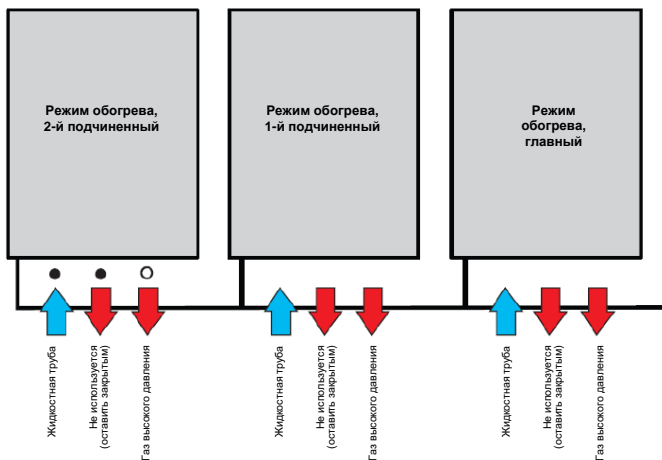 Режим обогрева,
2-й подчиненный
Режим обогрева,
1-й подчиненный
Режим
обогрева,
главный
Жидкостная труба
Не используется
(оставить закрытым)
Газ высокого давления
Жидкостная труба
Не используется
(оставить закрытым)
Газ высокого давления
Жидкостная труба
Не используется
(оставить закрытым)
Газ высокого давления